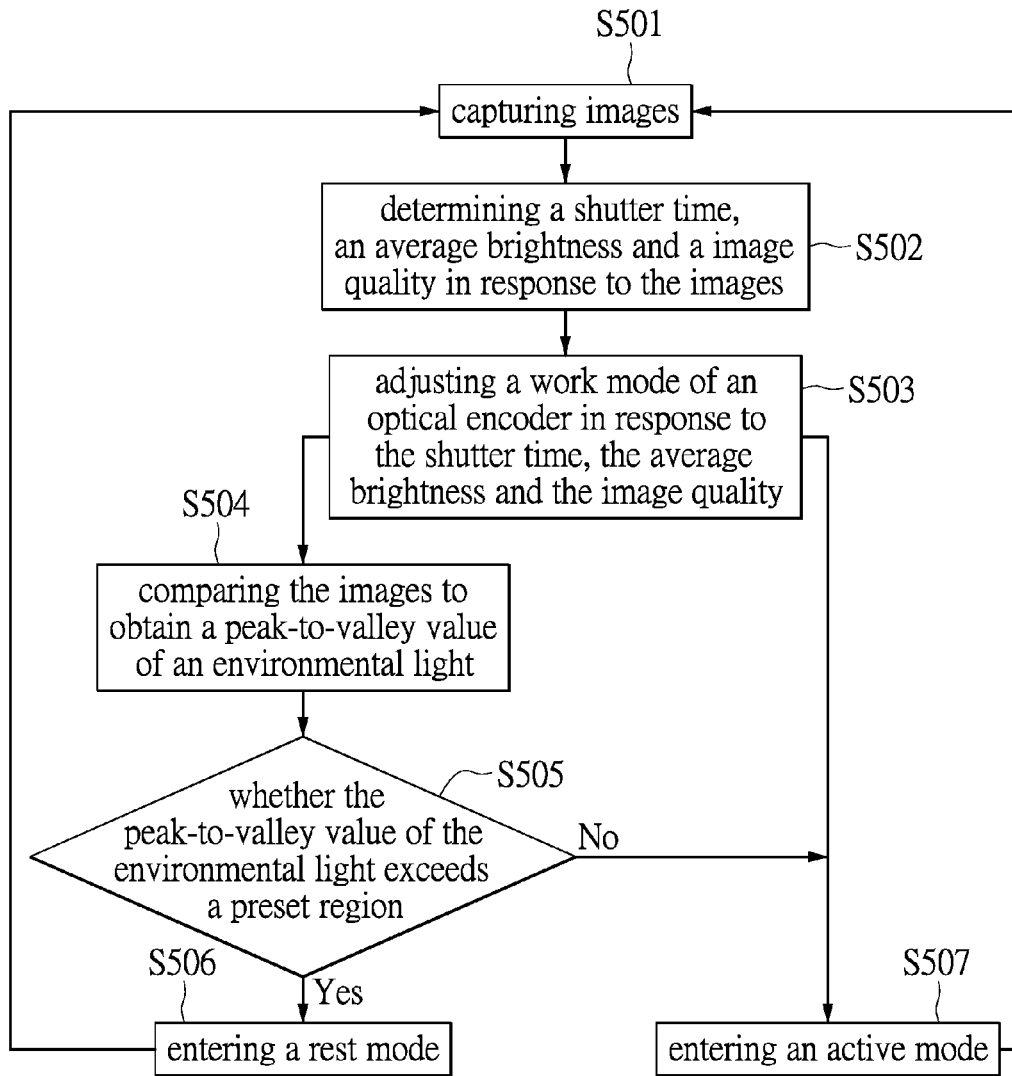 S501
capturing images
determining a shutter time,
an average brightness and a image
quality in response to the images
S502
adjusting a work mode of an
optical encoder in response to
the shutter time, the average
brightness and the image quality
S503
S504
comparing the images to
obtain a peak-to-valley value
of an environmental light
S505
whether the
peak-to-valley value of the
environmental light exceeds
a preset region
No
Yes
S506
entering a rest mode
S507
entering an active mode